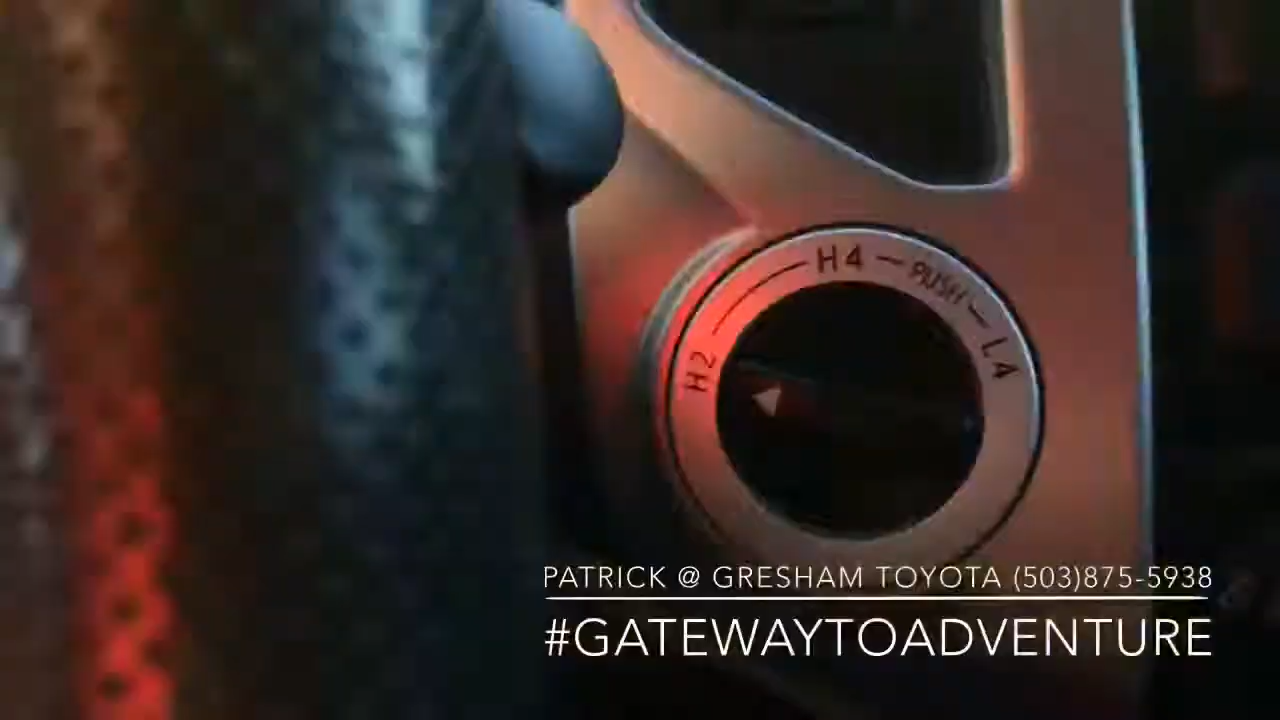 H2 H4 PUSH L4
PATRICK @ GRESHAM TOYOTA (503)875-5938
#GATEWAYTOADVENTURE